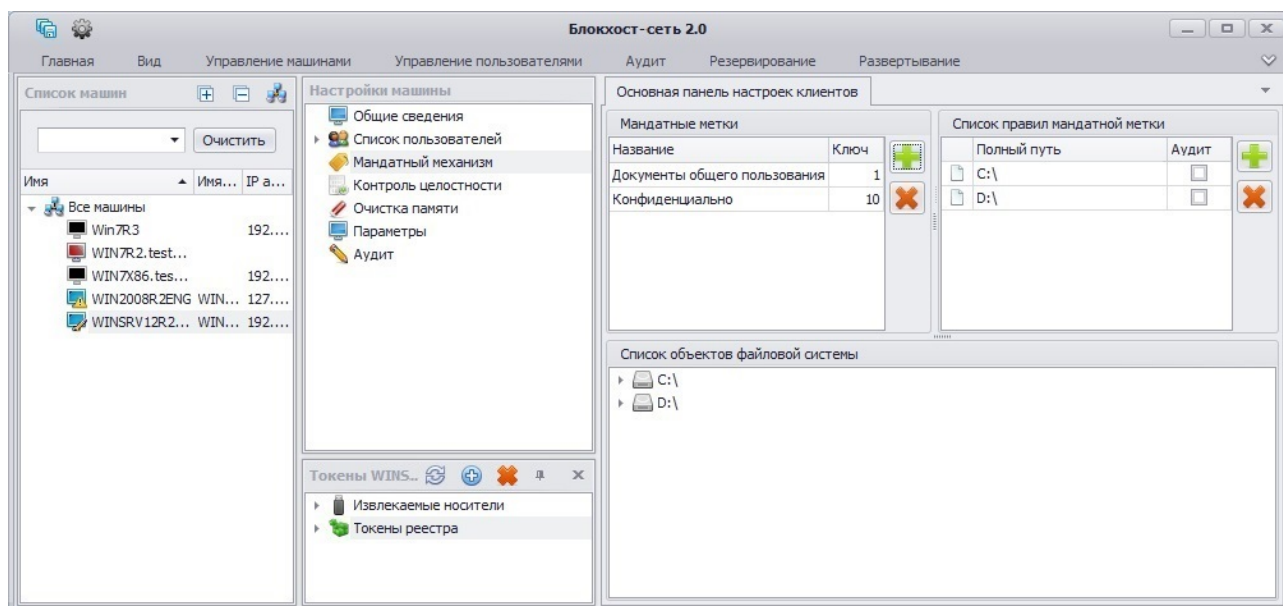 Блокхост-сеть 2.0
Главная Вид Управление машинами Управление пользователями Аудит Резервирование Развертывание
Список машин
Очистить
Имя Имя... IP а...
Все машины
Win7R3 192....
WIN7R2.test...
WIN7X86.tes... 192....
WIN2008R2ENG WIN... 127....
WINSRV12R2... WIN... 192....
Настройки машины
Общие сведения
Список пользователей
Мандатный механизм
Контроль целостности
Очистка памяти
Параметры
Аудит
Токены WINS...
Извлекаемые носители
Токены реестра
Основная панель настроек клиентов
Мандатные метки
Название Ключ
Документы общего пользования 1
Конфиденциально 10
Список правил мандатной метки
Полный путь Аудит
C:\
D:\
Список объектов файловой системы
C:\
D:\